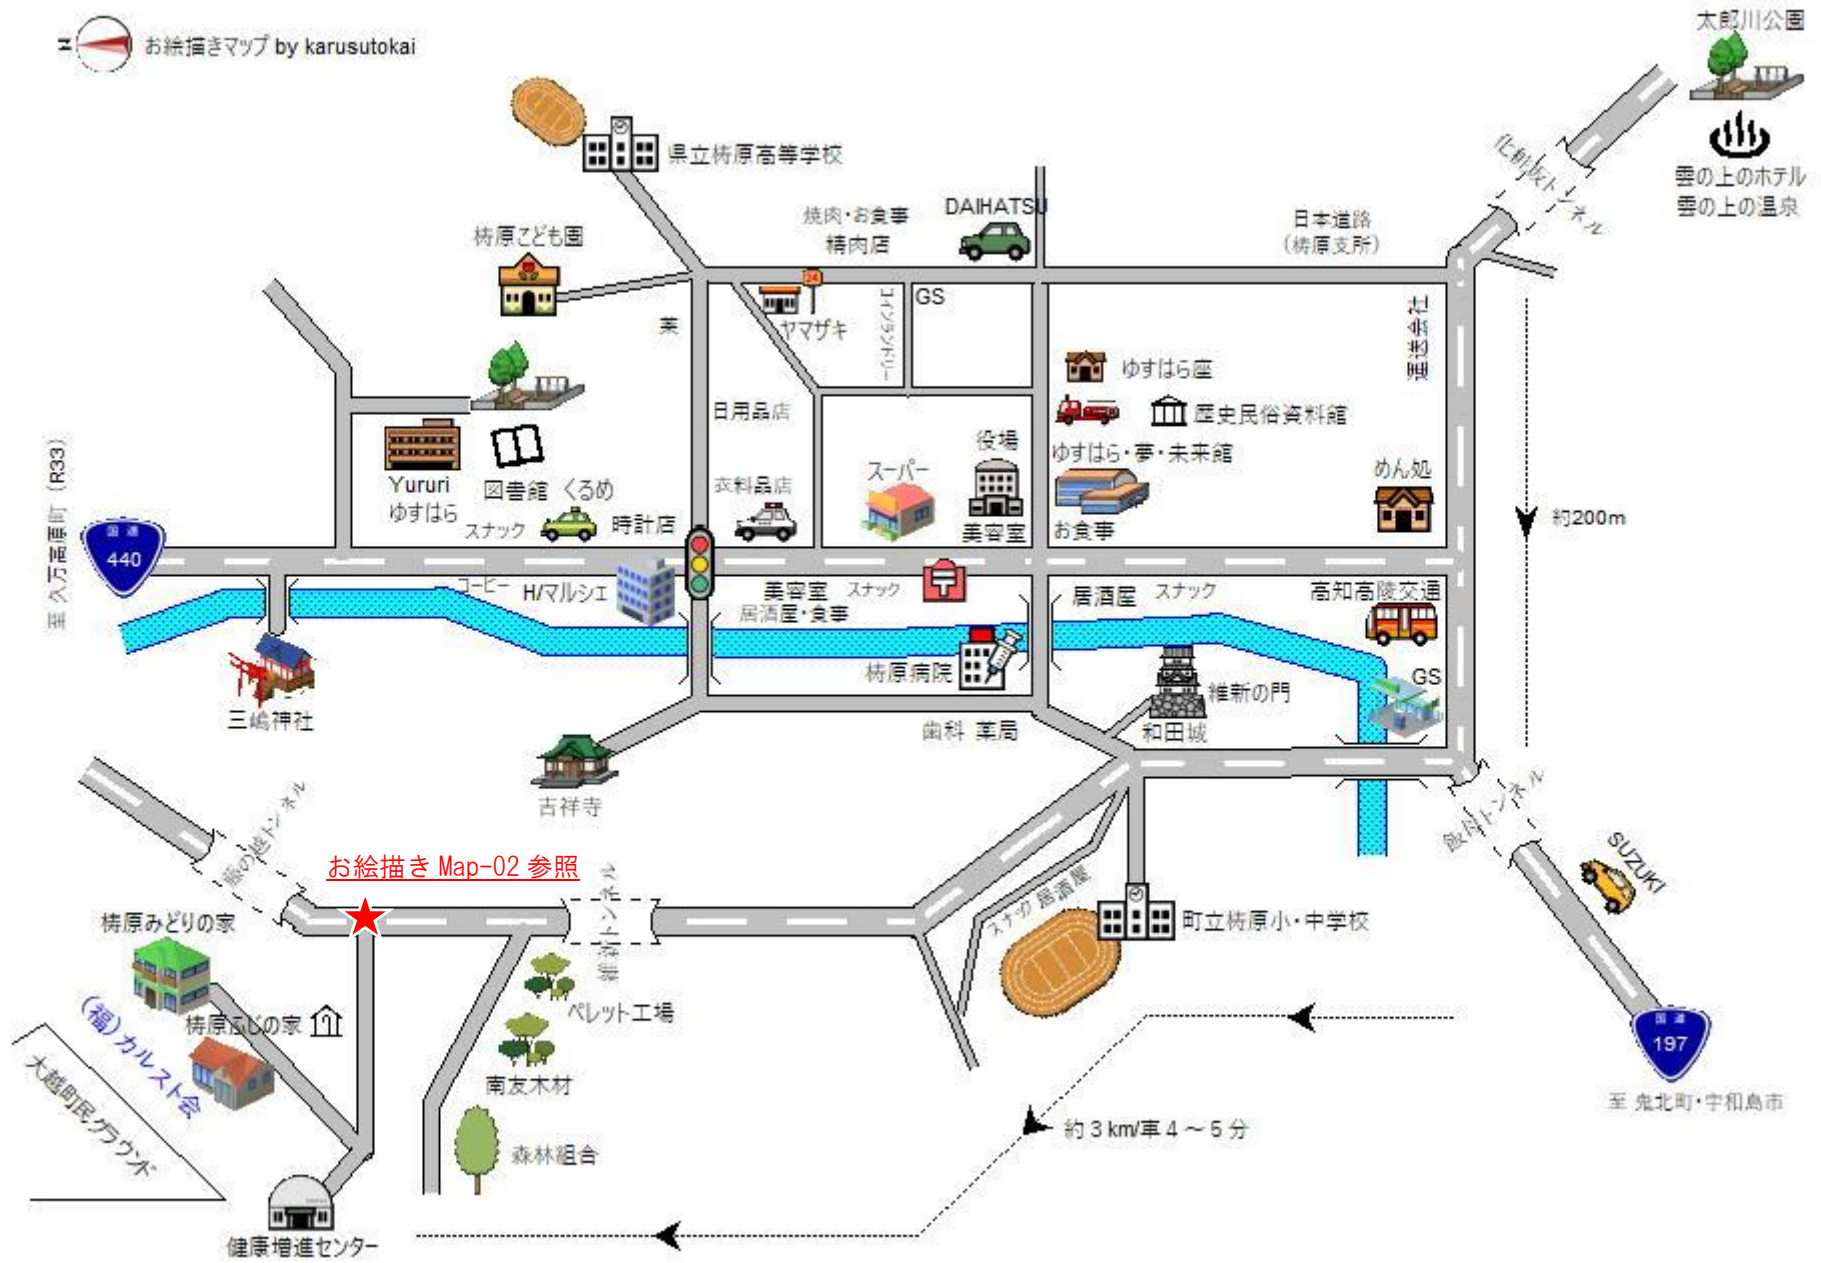 N
お絵描きマップ by karusutokai
太郎川公園
雲の上のホテル
雲の上の温泉
化粧坂トンネル
県立梼原高等学校
梼原こども園
焼肉・お食事
精肉店
DAIHATSU
日本道路
(梼原支所)
薬
24
ヤマザキ
コインランドリー
GS
運送会社
ゆすはら座
歴史民俗資料館
ゆすはら・夢・未来館
お食事
日用品店
衣料品店
スーパー
役場
美容室
めん処
約200m
Yururi
ゆすはら
図書館
くるめ
スナック
時計店
至 久万高原町 (R33)
国道
440
コーヒー
H/マルシェ
美容室
スナック
居酒屋・食事
居酒屋
スナック
高知高陵交通
三嶋神社
梼原病院
維新の門
和田城
GS
歯科 薬局
吉祥寺
飯母トンネル
SUZUKI
国道
197
至 鬼北町・宇和島市
お絵描き Map-02 参照
維新トンネル
梼原みどりの家
梼原ふじの家
(福)カルスト会
大越町民グラウンド
健康増進センター
ペレット工場
南友木材
森林組合
スナック 居酒屋
町立梼原小・中学校
約３km/車４～５分